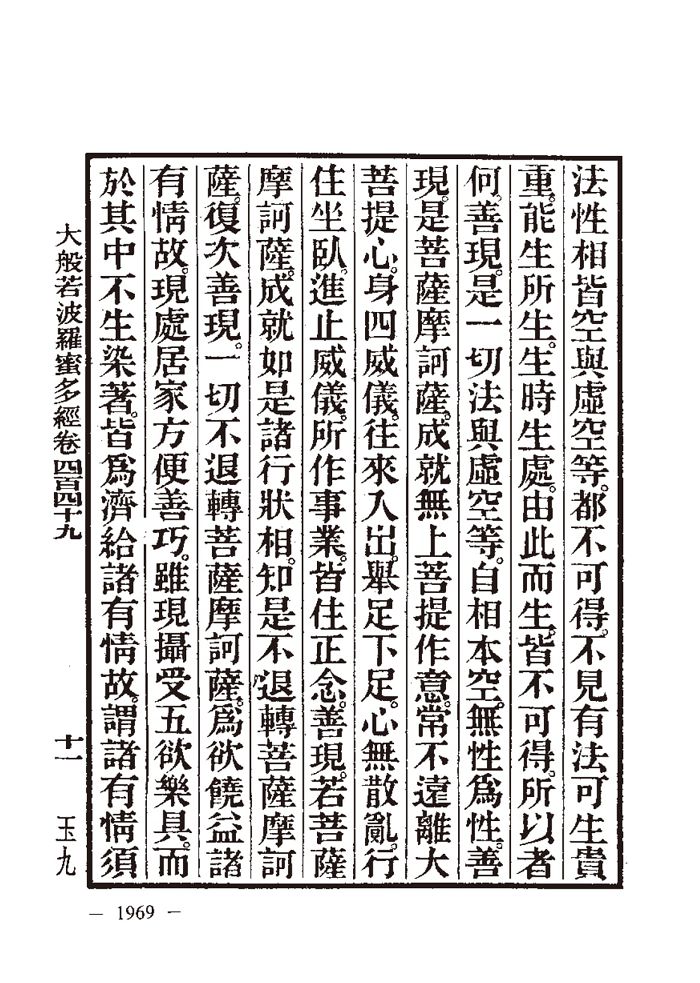 法性相皆空與虛空等。都不可得。不見有法可生貴
重。能生所生。生時生處。由此而生。皆不可得。所以者
何。善現。是一切法與虛空等。自相本空。無性爲性。善
現。是菩薩摩訶薩。成就無上菩提作意。常不遠離大
菩提心。身四威儀。往來入出。舉足下足。心無散亂。行
住坐臥。進止威儀。所作事業。皆住正念。善現。若菩薩
摩訶薩。成就如是諸行狀相。知是不退轉菩薩摩訶
薩。復次善現。一切不退轉菩薩摩訶薩。爲欲饒益諸
有情故。現處居家方便善巧。雖現攝受五欲樂具。而
於其中不生染著。皆爲濟給諸有情故。謂諸有情須
大般若波羅蜜多經卷四百四十九 十一 玉九
— 1969 —